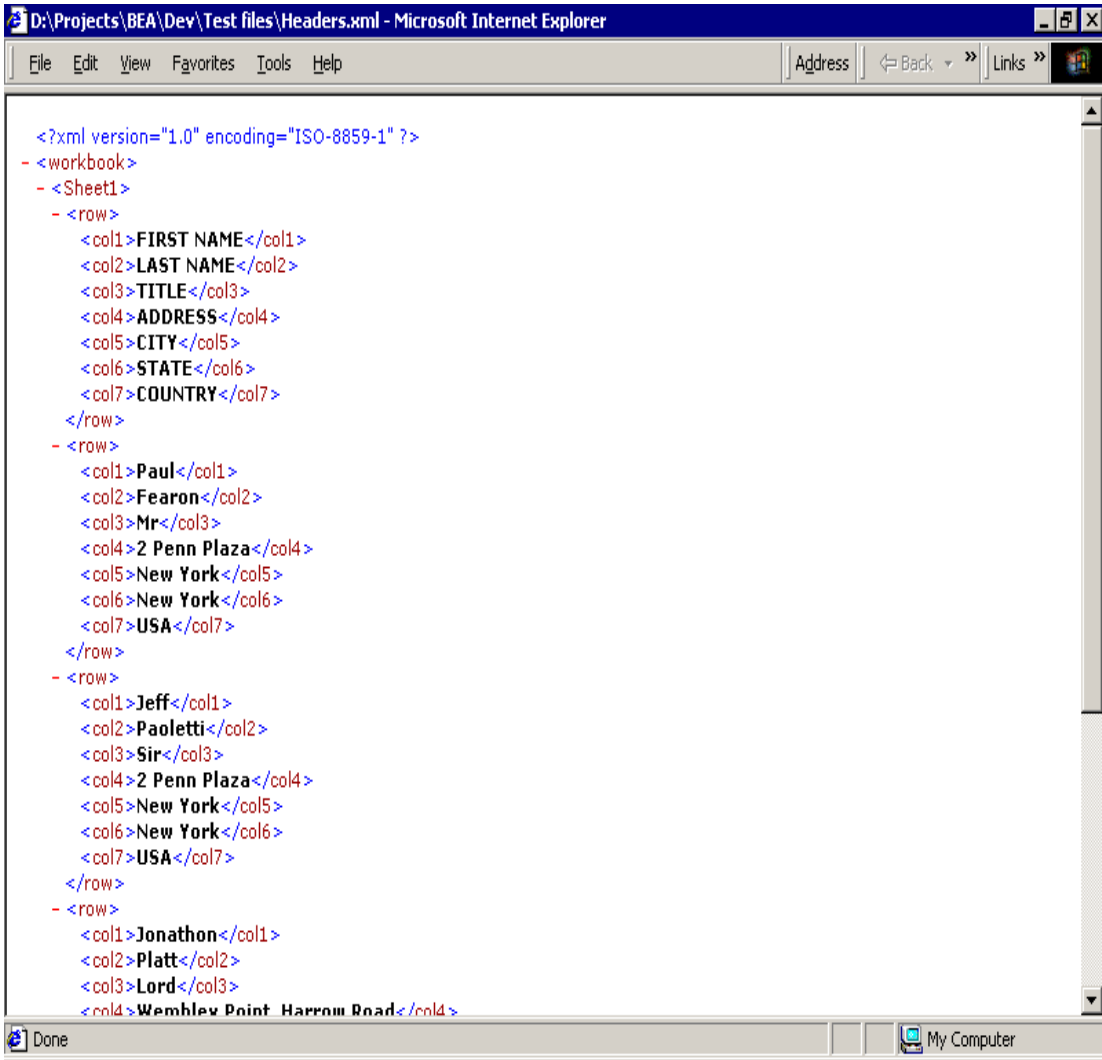 D:\Projects\BEA\Dev\Test files\Headers.xml - Microsoft Internet Explorer
File Edit View Favorites Tools Help Address Back » Links »
<?xml version="1.0" encoding="ISO-8859-1" ?>
- <workbook>
- <Sheet1>
- <row>
<col1>FIRST NAME</col1>
<col2>LAST NAME</col2>
<col3>TITLE</col3>
<col4>ADDRESS</col4>
<col5>CITY</col5>
<col6>STATE</col6>
<col7>COUNTRY</col7>
</row>
- <row>
<col1>Paul</col1>
<col2>Fearon</col2>
<col3>Mr</col3>
<col4>2 Penn Plaza</col4>
<col5>New York</col5>
<col6>New York</col6>
<col7>USA</col7>
</row>
- <row>
<col1>Jeff</col1>
<col2>Paoletti</col2>
<col3>Sir</col3>
<col4>2 Penn Plaza</col4>
<col5>New York</col5>
<col6>New York</col6>
<col7>USA</col7>
</row>
- <row>
<col1>Jonathon</col1>
<col2>Platt</col2>
<col3>Lord</col3>
<col4>Wembley Point, Harrow Road</col4>
Done My Computer